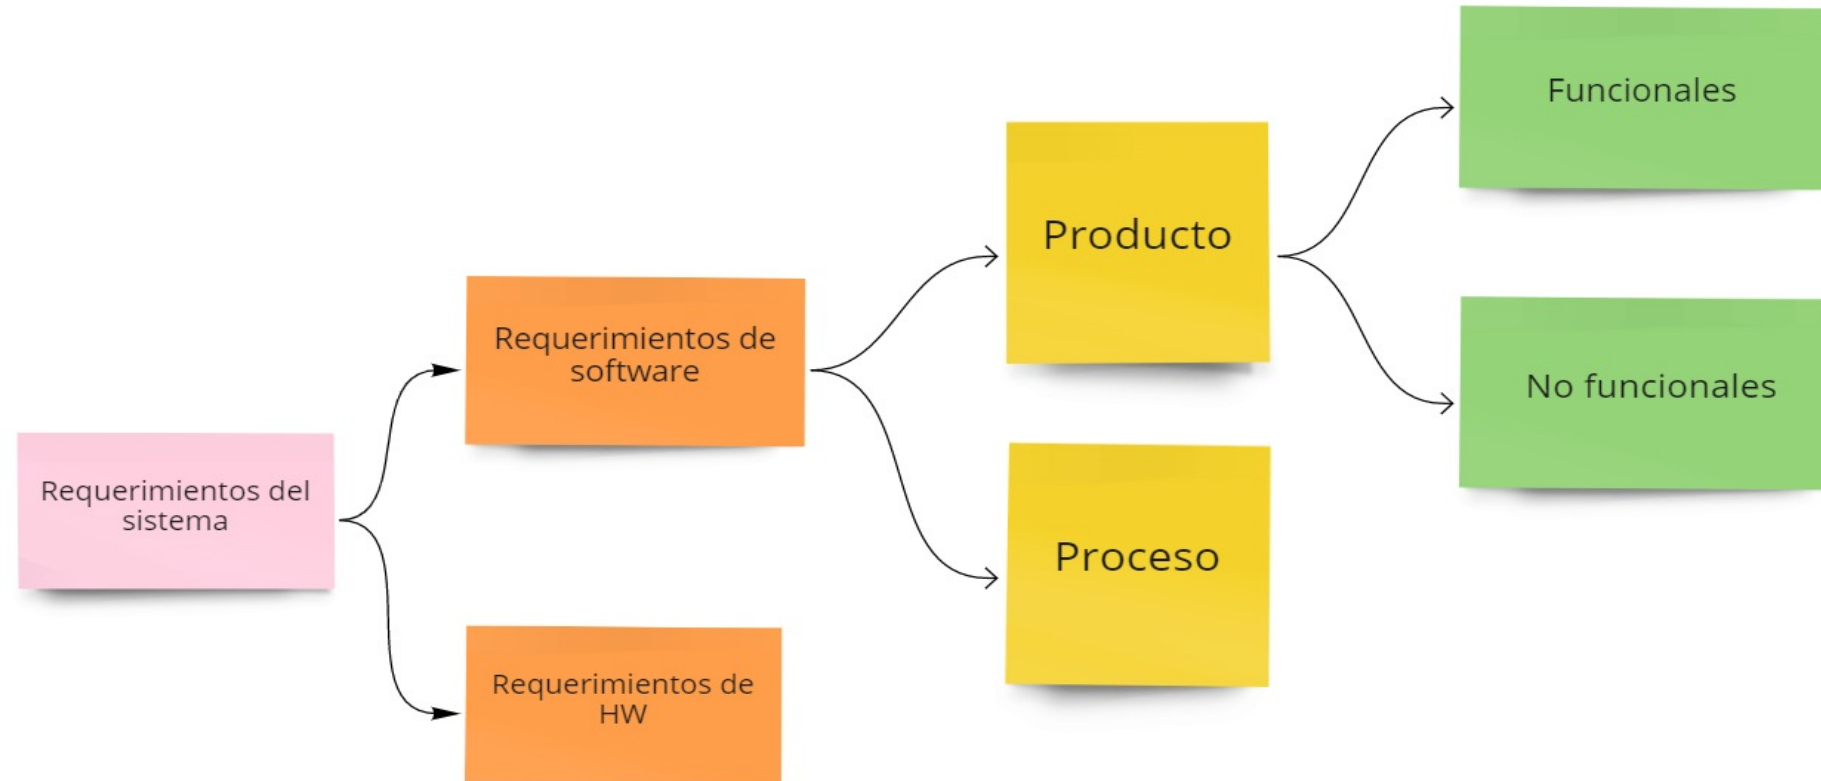 Requerimientos del
sistema
Requerimientos de
software
Requerimientos de
HW
Producto
Proceso
Funcionales
No funcionales